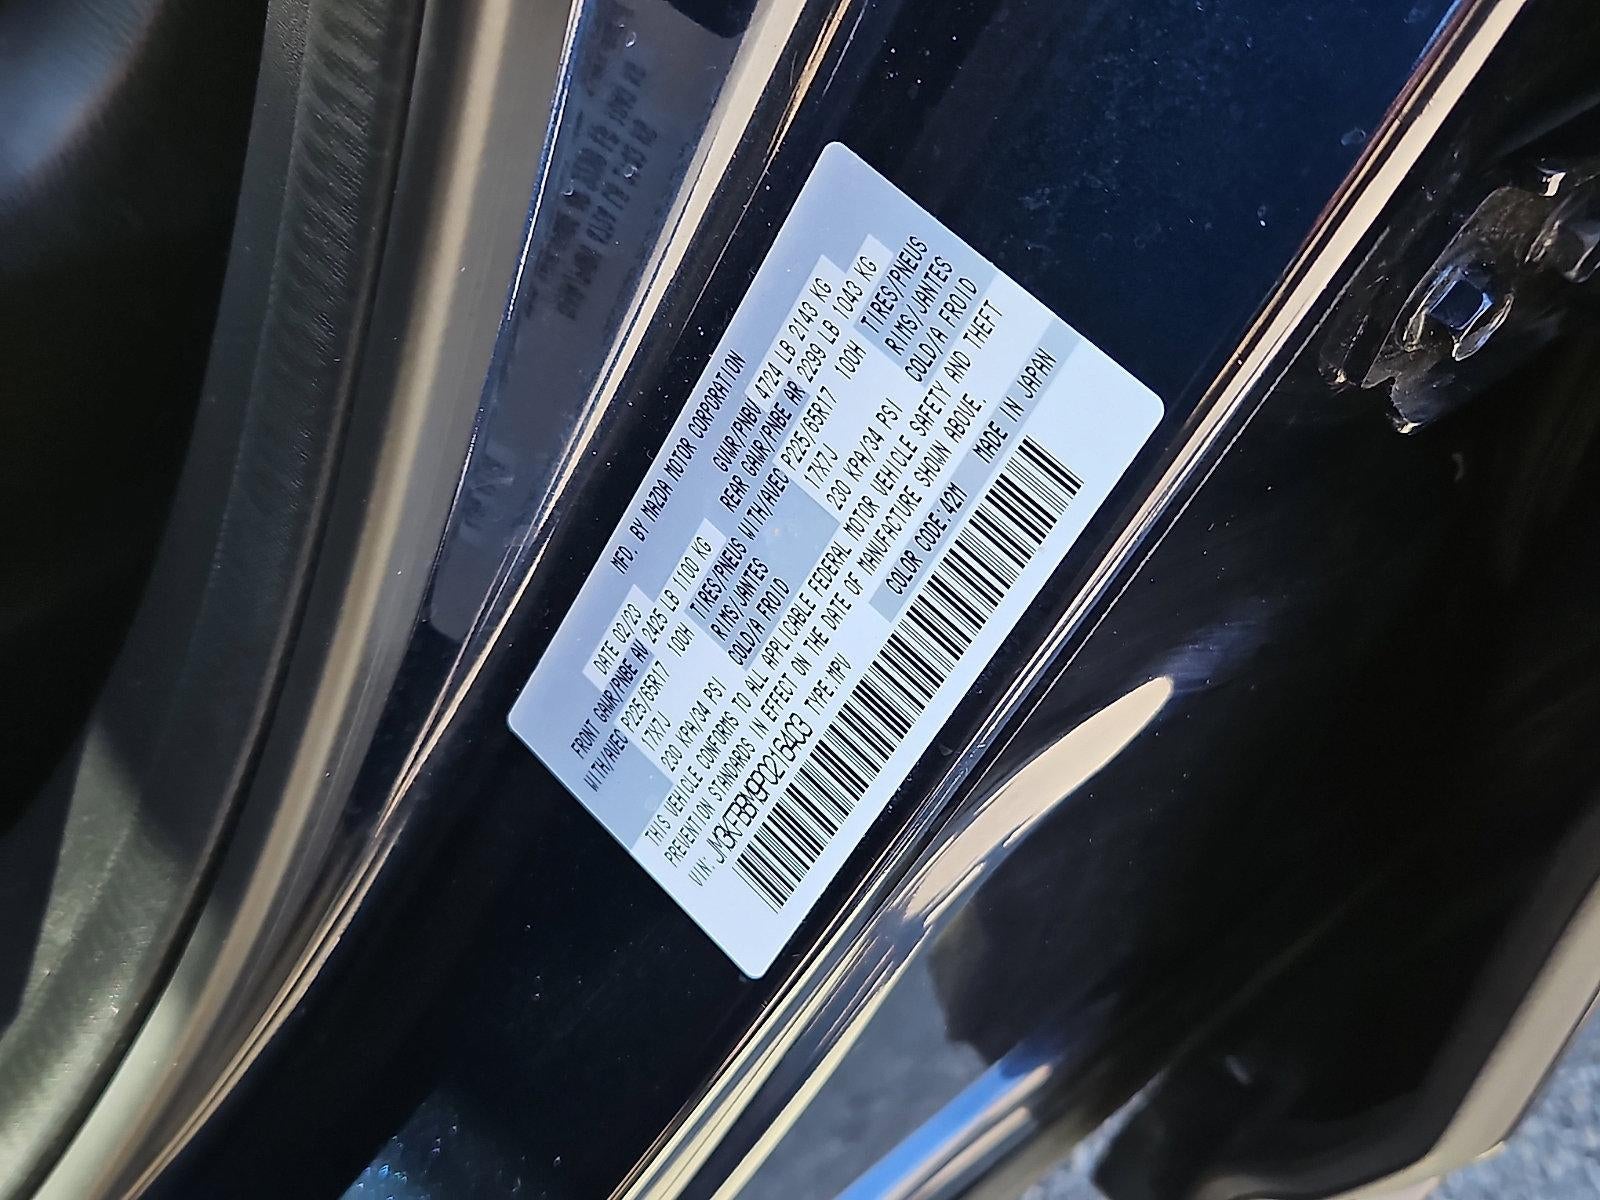 MFD. BY MAZDA MOTOR CORPORATION
DATE 02/23 GVWR/PNBV 4724 LB 2143 KG
FRONT GAWR/PNBE AV 2425 LB 1100 KG REAR GAWR/PNBE AR 2299 LB 1043 KG
WITH/AVEC P225/65R17 100H TIRES/PNEUS WITH/AVEC P225/65R17 100H TIRES/PNEUS
17X7J RIMS/JANTES 17X7J RIMS/JANTES
230 KPA/34 PSI COLD/A FROID 230 KPA/34 PSI COLD/A FROID
THIS VEHICLE CONFORMS TO ALL APPLICABLE FEDERAL MOTOR VEHICLE SAFETY AND THEFT
PREVENTION STANDARDS IN EFFECT ON THE DATE OF MANUFACTURE SHOWN ABOVE.
VIN: JM3KFBBM9P0216403 TYPE:MPV COLOR CODE:42M MADE IN JAPAN